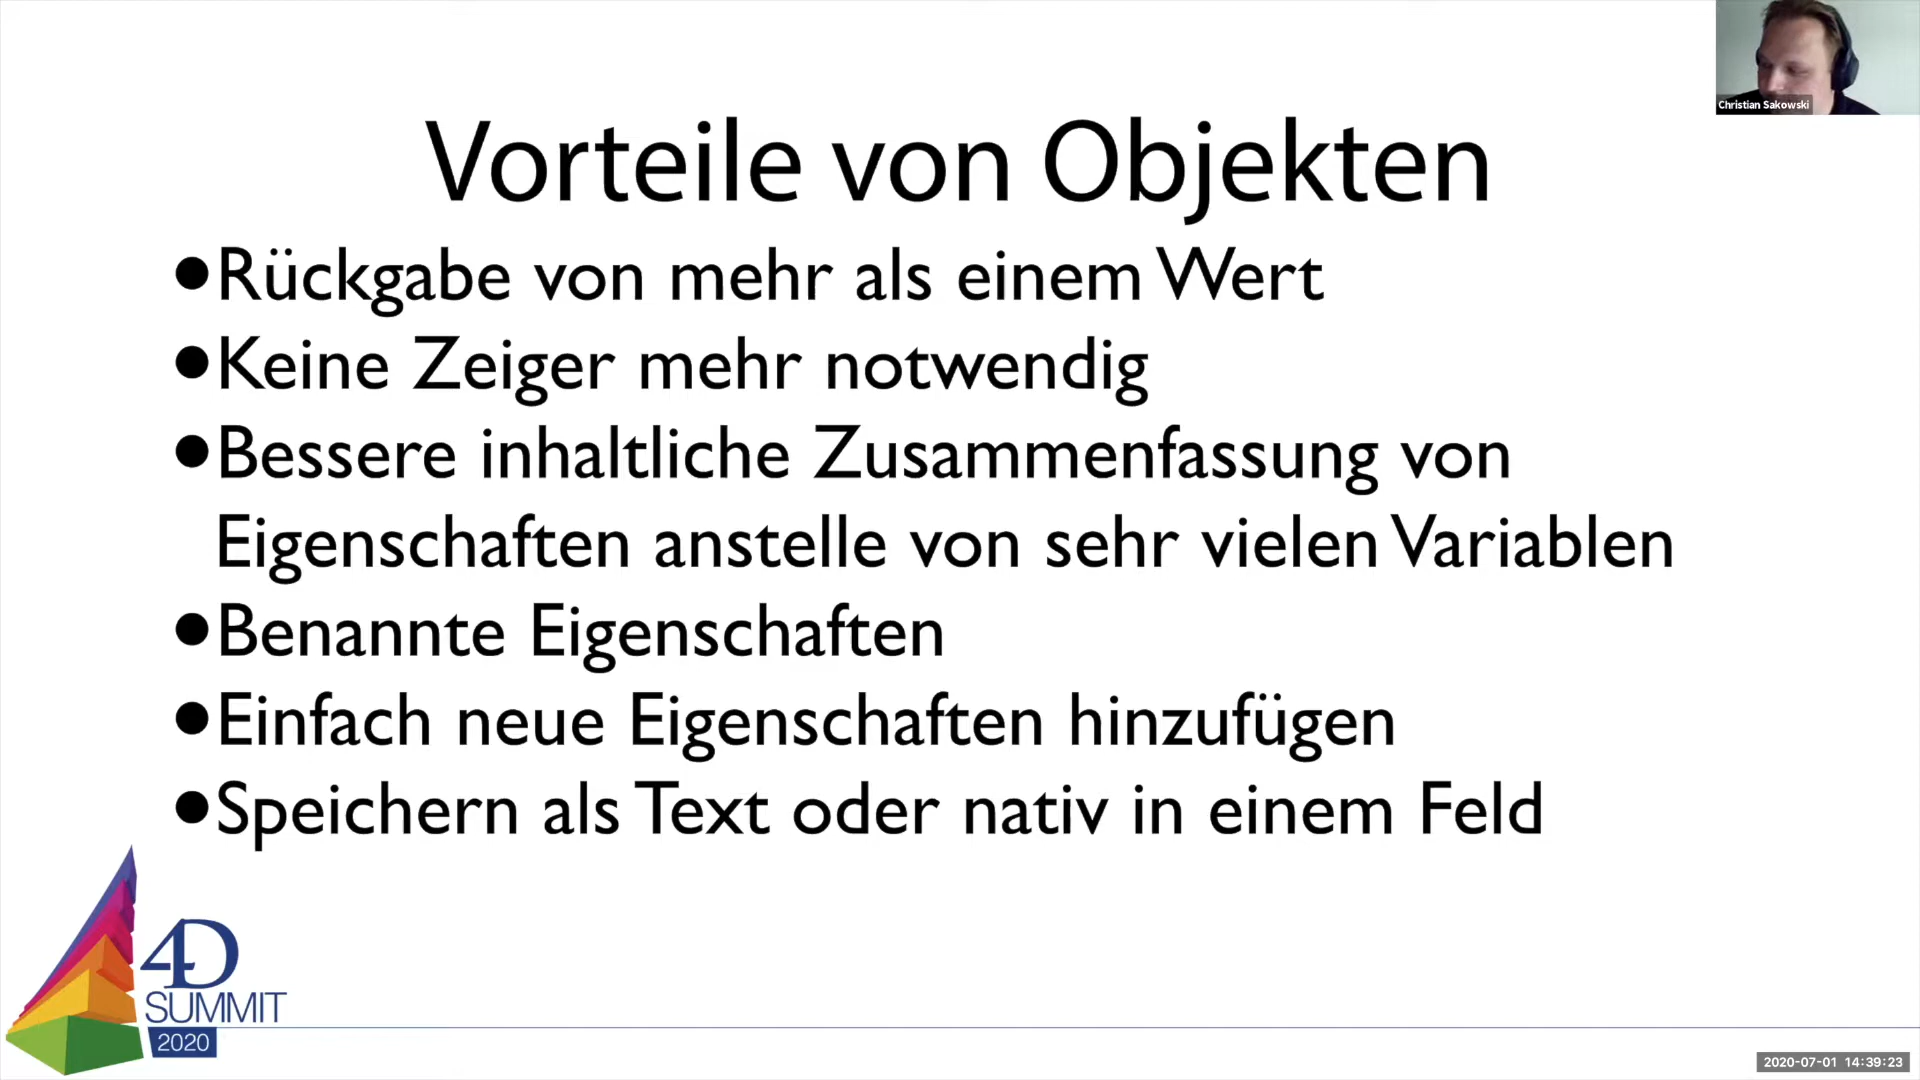 Christian Sakowski
Vorteile von Objekten
•Rückgabe von mehr als einem Wert
•Keine Zeiger mehr notwendig
•Bessere inhaltliche Zusammenfassung von
Eigenschaften anstelle von sehr vielen Variablen
•Benannte Eigenschaften
•Einfach neue Eigenschaften hinzufügen
•Speichern als Text oder nativ in einem Feld
4D
SUMMIT
2020
2020-07-01 14:39:23